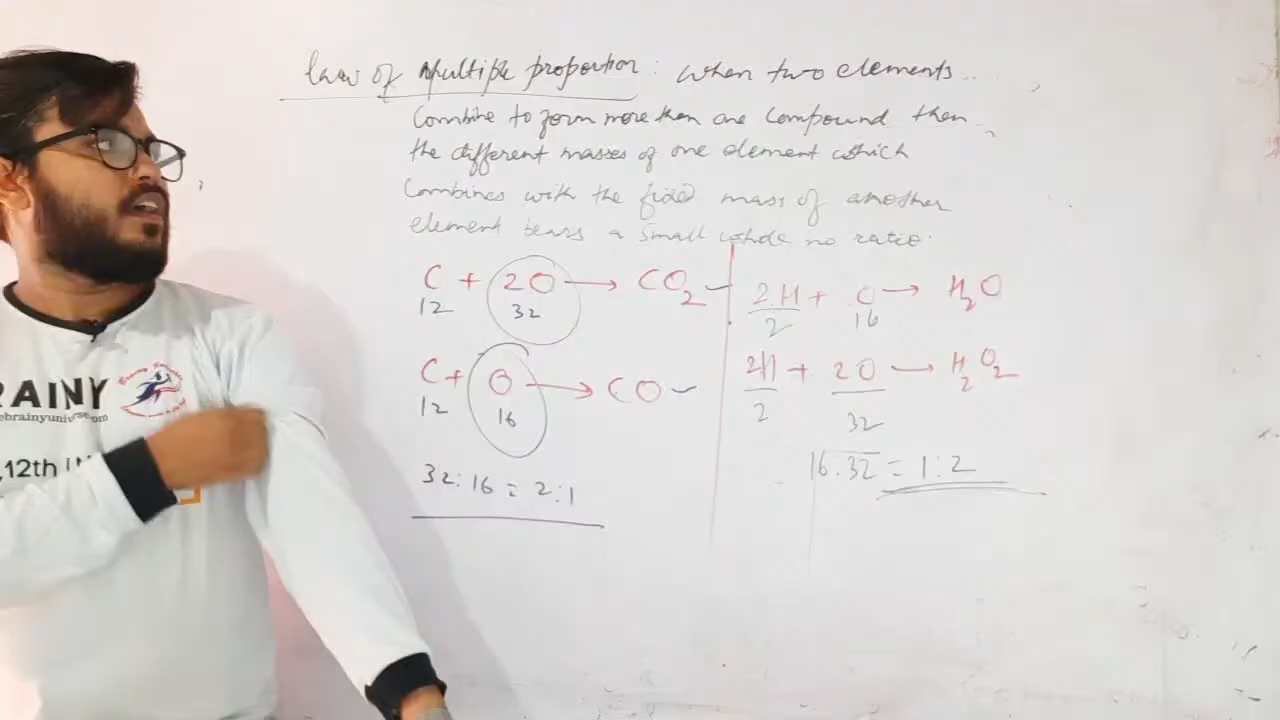 law of Multiple proportion: when two elements..
Combine to form more than one compound then
the different masses of one element which
Combines with the fixed mass of another
element bears a small whole no ratio.
C + 2O → CO2
12 32
C + O → CO
12 16
32:16 = 2:1
2H + O → H2O
2 16
2H + 2O → H2O2
2 32
16.32 = 1:2
RAINY
ebrainyuniverse.com
,12th